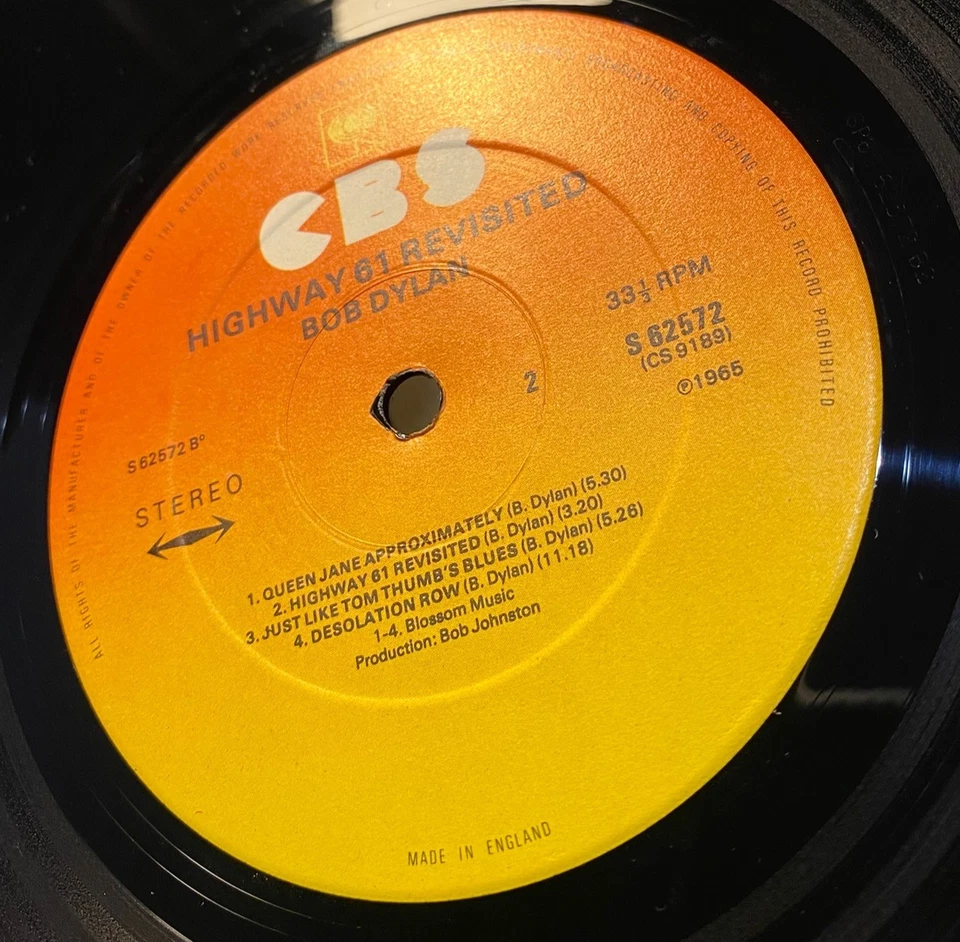 CBS
HIGHWAY 61 REVISITED
BOB DYLAN
33⅓ RPM
S 62572
(CS 9189)
℗1965
2
S 62572 B°
STEREO
1. QUEEN JANE APPROXIMATELY (B. Dylan) (5.30)
2. HIGHWAY 61 REVISITED (B. Dylan) (3.20)
3. JUST LIKE TOM THUMB'S BLUES (B. Dylan) (5.26)
4. DESOLATION ROW (B. Dylan) (11.18)
1-4. Blossom Music
Production: Bob Johnston
ALL RIGHTS OF THE MANUFACTURER AND OF THE OWNER OF THE RECORDED WORK
AND COPYING OF THIS RECORD PROHIBITED
MADE IN ENGLAND